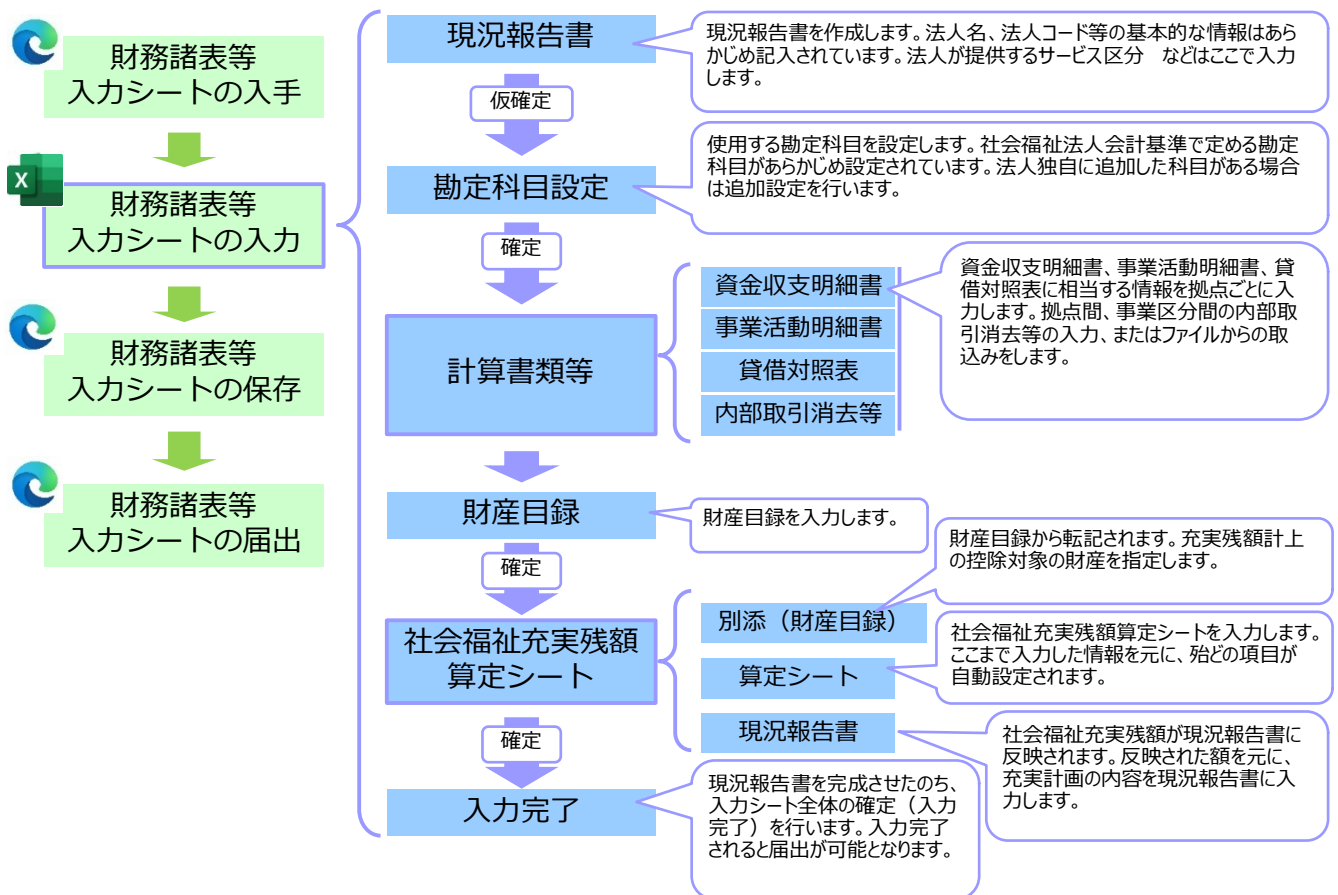 財務諸表等
入力シートの入手
X
財務諸表等
入力シートの入力
財務諸表等
入力シートの保存
財務諸表等
入力シートの届出
現況報告書
現況報告書を作成します。法人名、法人コード等の基本的な情報はあら
かじめ記入されています。法人が提供するサービス区分　などはここで入力
します。
仮確定
勘定科目設定
使用する勘定科目を設定します。社会福祉法人会計基準で定める勘定
科目があらかじめ設定されています。法人独自に追加した科目がある場合
は追加設定を行います。
確定
計算書類等
資金収支明細書
事業活動明細書
貸借対照表
内部取引消去等
資金収支明細書、事業活動明細書、貸
借対照表に相当する情報を拠点ごとに入
力します。拠点間、事業区分間の内部取
引消去等の入力、またはファイルからの取
込みをします。
財産目録
財産目録を入力します。
確定
社会福祉充実残額
算定シート
別添（財産目録）
財産目録から転記されます。充実残額計上
の控除対象の財産を指定します。
算定シート
社会福祉充実残額算定シートを入力します。
ここまで入力した情報を元に、殆どの項目が
自動設定されます。
現況報告書
社会福祉充実残額が現況報告書に
反映されます。反映された額を元に、
充実計画の内容を現況報告書に入
力します。
確定
入力完了
現況報告書を完成させたのち、
入力シート全体の確定（入力
完了）を行います。入力完了
されると届出が可能となります。